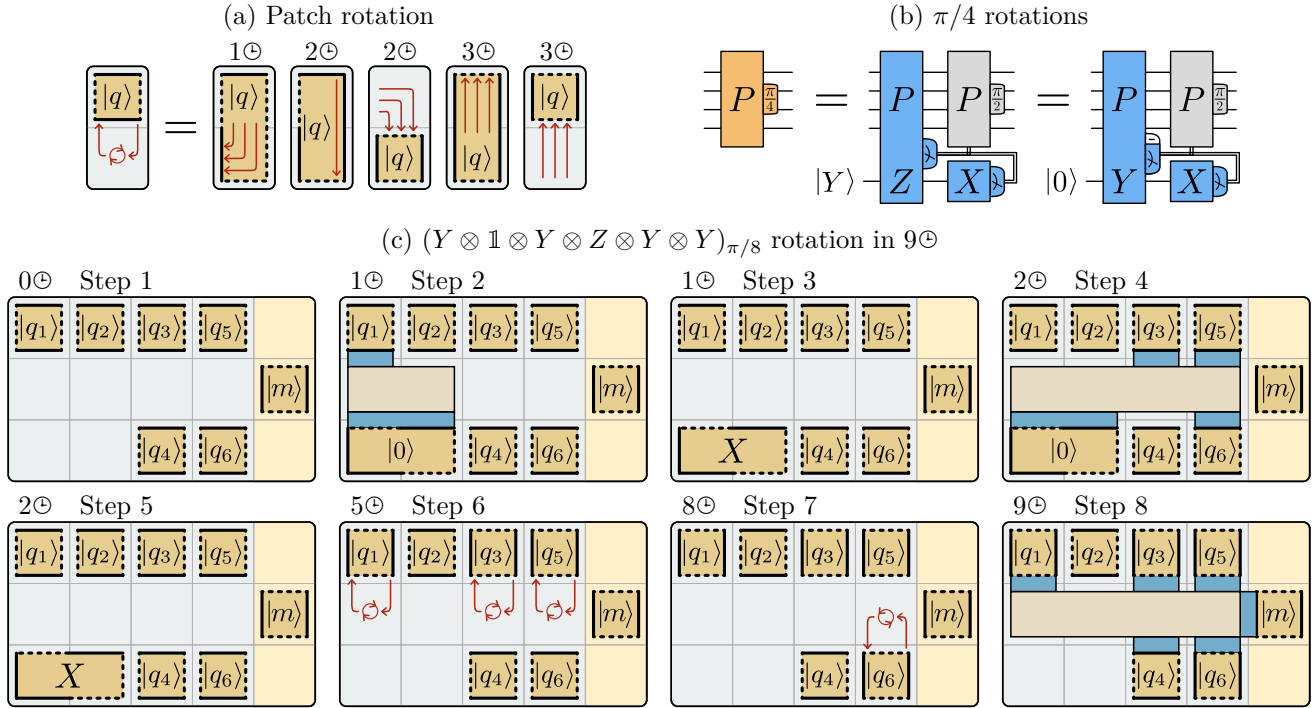 (a) Patch rotation
(b) π/4 rotations
1🕒 2🕒 2🕒 3🕒 3🕒
|q⟩ = |q⟩ |q⟩ |q⟩ |q⟩ |q⟩
P π/4 = P P π/2 = P P π/2
|Y⟩ Z X |0⟩ − Y X
(c) (Y ⊗ 𝟙 ⊗ Y ⊗ Z ⊗ Y ⊗ Y)π/8 rotation in 9🕒
0🕒 Step 1
|q1⟩ |q2⟩ |q3⟩ |q5⟩
|m⟩
|q4⟩ |q6⟩
1🕒 Step 2
|q1⟩ |q2⟩ |q3⟩ |q5⟩
|m⟩
|0⟩ |q4⟩ |q6⟩
1🕒 Step 3
|q1⟩ |q2⟩ |q3⟩ |q5⟩
|m⟩
X |q4⟩ |q6⟩
2🕒 Step 4
|q1⟩ |q2⟩ |q3⟩ |q5⟩
|m⟩
|0⟩ |q4⟩ |q6⟩
2🕒 Step 5
|q1⟩ |q2⟩ |q3⟩ |q5⟩
|m⟩
X |q4⟩ |q6⟩
5🕒 Step 6
|q1⟩ |q2⟩ |q3⟩ |q5⟩
|m⟩
|q4⟩ |q6⟩
8🕒 Step 7
|q1⟩ |q2⟩ |q3⟩ |q5⟩
|m⟩
|q4⟩ |q6⟩
9🕒 Step 8
|q1⟩ |q2⟩ |q3⟩ |q5⟩
|m⟩
|q4⟩ |q6⟩